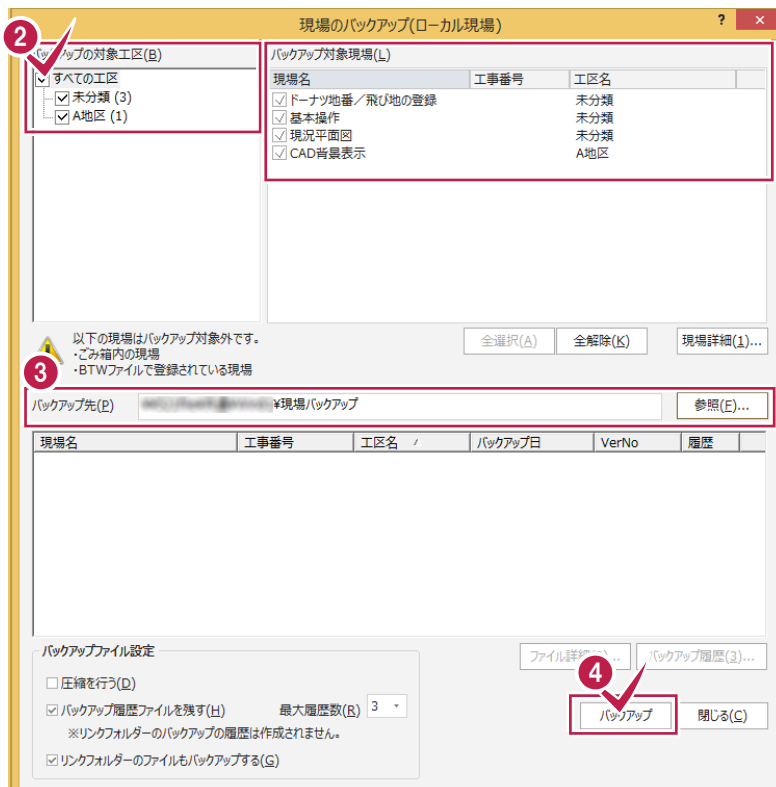 現場のバックアップ(ローカル現場) ? ×
2
バックアップの対象工区(B) バックアップ対象現場(L)
すべての工区
未分類 (3)
A地区 (1)
現場名 工事番号 工区名
ドーナツ地番／飛び地の登録 未分類
基本操作 未分類
現況平面図 未分類
CAD背景表示 A地区
以下の現場はバックアップ対象外です。
・ごみ箱内の現場
・BTWファイルで登録されている現場
全選択(A) 全解除(K) 現場詳細(1)...
3
バックアップ先(P) ¥現場バックアップ 参照(F)...
現場名 工事番号 工区名 バックアップ日 VerNo 履歴
バックアップファイル設定
ファイル詳細 ... バックアップ履歴(3)...
4
圧縮を行う(D)
バックアップ履歴ファイルを残す(H) 最大履歴数(R) 3
※リンクフォルダーのバックアップの履歴は作成されません。
リンクフォルダーのファイルもバックアップする(G)
バックアップ 閉じる(C)